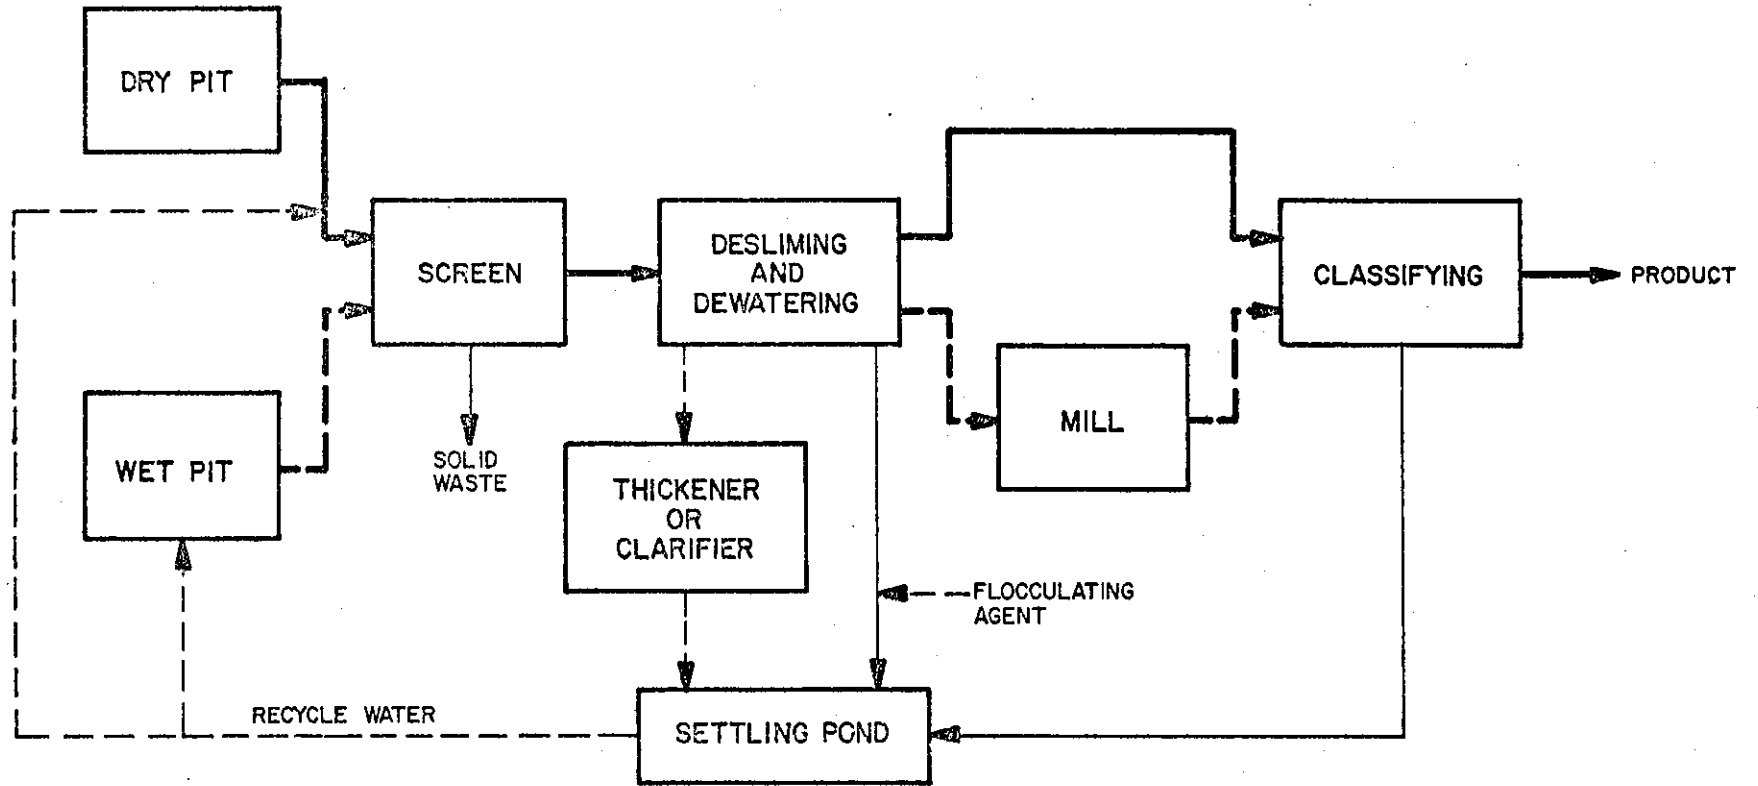 DRY PIT
SCREEN
DESLIMING
AND
DEWATERING
CLASSIFYING
PRODUCT
MILL
WET PIT
SOLID
WASTE
THICKENER
OR
CLARIFIER
FLOCCULATING
AGENT
RECYCLE WATER
SETTLING POND